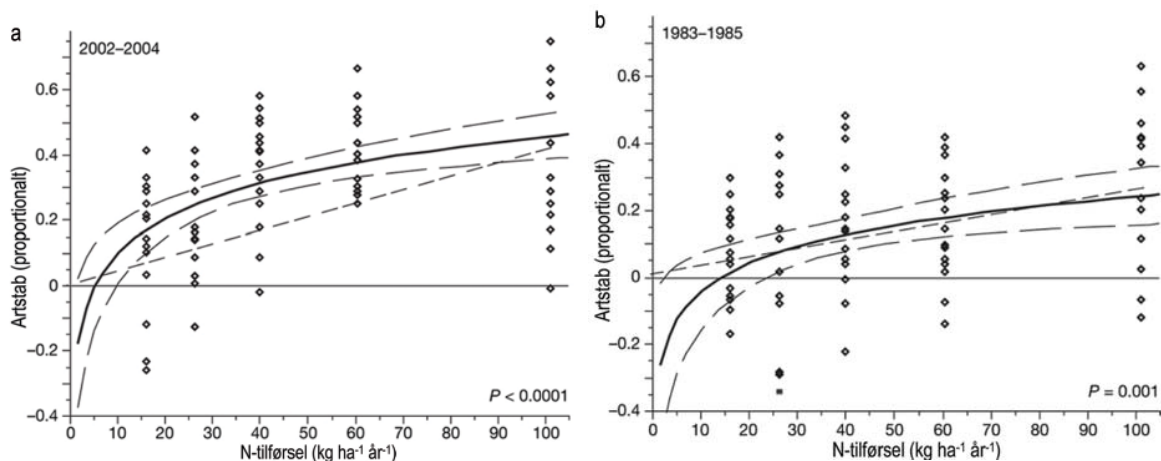 a
2002–2004
Artstab (proportionalt)
0.6
0.4
0.2
0
–0.2
–0.4
P < 0.0001
0 10 20 30 40 50 60 70 80 90 100
N-tilførsel (kg ha-1 år-1)
b
1983–1985
Artstab (proportionalt)
0.6
0.4
0.2
0
–0.2
–0.4
P = 0.001
0 10 20 30 40 50 60 70 80 90 100
N-tilførsel (kg ha-1 år-1)